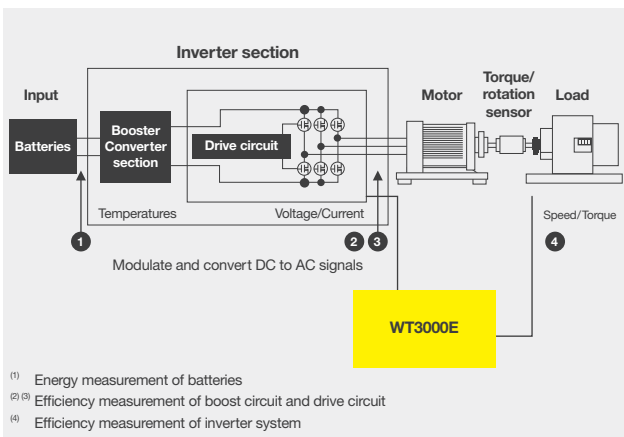 Inverter section
Input
Motor
Torque/
rotation
sensor
Load
Batteries
Booster
Converter
section
Drive circuit
Temperatures
Voltage/Current
Speed/Torque
1
2
3
4
Modulate and convert DC to AC signals
WT3000E
(1) Energy measurement of batteries
(2) (3) Efficiency measurement of boost circuit and drive circuit
(4) Efficiency measurement of inverter system